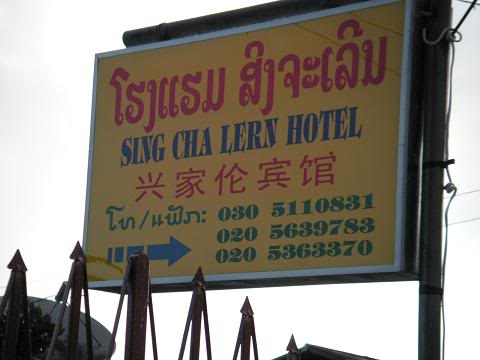 ໂຮງແຮມ ສິງຈະເລີນ
SING CHA LERN HOTEL
兴家伦宾馆
ໂທ/ແຟັກ: 030 5110831
020 5639783
020 5363370